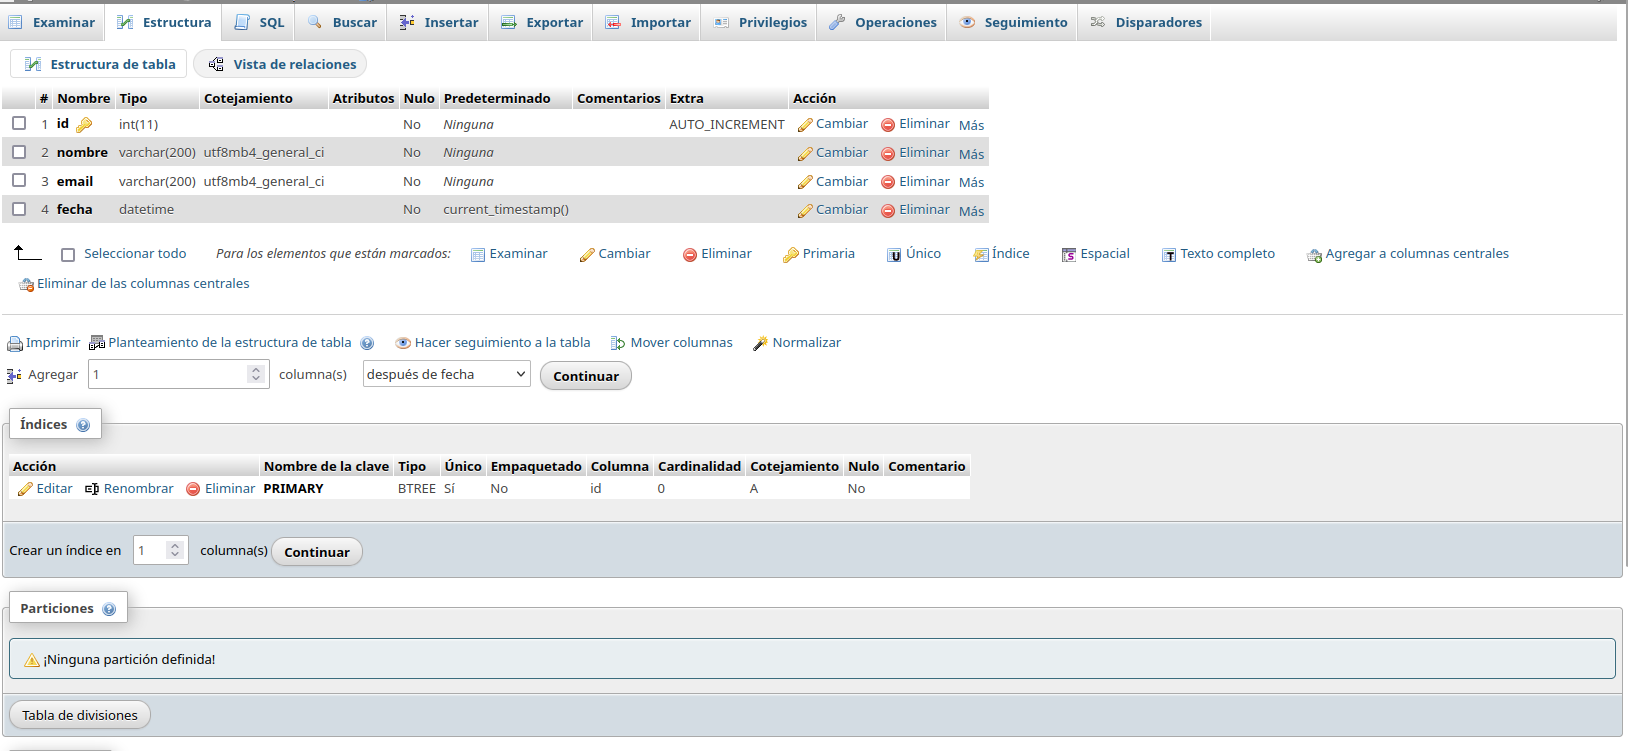 Examinar Estructura SQL Buscar Insertar Exportar Importar Privilegios Operaciones Seguimiento Disparadores
Estructura de tabla Vista de relaciones
# Nombre Tipo Cotejamiento Atributos Nulo Predeterminado Comentarios Extra Acción
1 id int(11) No Ninguna AUTO_INCREMENT Cambiar Eliminar Más
2 nombre varchar(200) utf8mb4_general_ci No Ninguna Cambiar Eliminar Más
3 email varchar(200) utf8mb4_general_ci No Ninguna Cambiar Eliminar Más
4 fecha datetime No current_timestamp() Cambiar Eliminar Más
Seleccionar todo Para los elementos que están marcados: Examinar Cambiar Eliminar Primaria Único Índice Espacial Texto completo Agregar a columnas centrales
Eliminar de las columnas centrales
Imprimir Planteamiento de la estructura de tabla Hacer seguimiento a la tabla Mover columnas Normalizar
Agregar 1 columna(s) después de fecha Continuar
Índices
Acción Nombre de la clave Tipo Único Empaquetado Columna Cardinalidad Cotejamiento Nulo Comentario
Editar Renombrar Eliminar PRIMARY BTREE Sí No id 0 A No
Crear un índice en 1 columna(s) Continuar
Particiones
¡Ninguna partición definida!
Tabla de divisiones